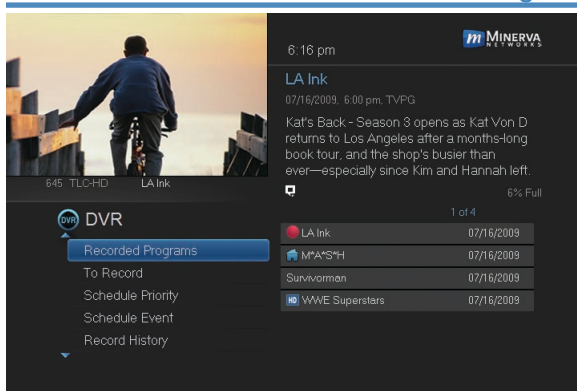 6:16 pm
m MINERVA
NETWORKS
LA Ink
07/16/2009, 6:00 pm, TVPG
Kat's Back - Season 3 opens as Kat Von D
returns to Los Angeles after a months-long
book tour, and the shop's busier than
ever—especially since Kim and Hannah left.
6% Full
645 TLC-HD LA Ink
DVR DVR
Recorded Programs
To Record
Schedule Priority
Schedule Event
Record History
1 of 4
LA Ink 07/16/2009
M*A*S*H 07/16/2009
Survivorman 07/16/2009
HD WWE Superstars 07/16/2009